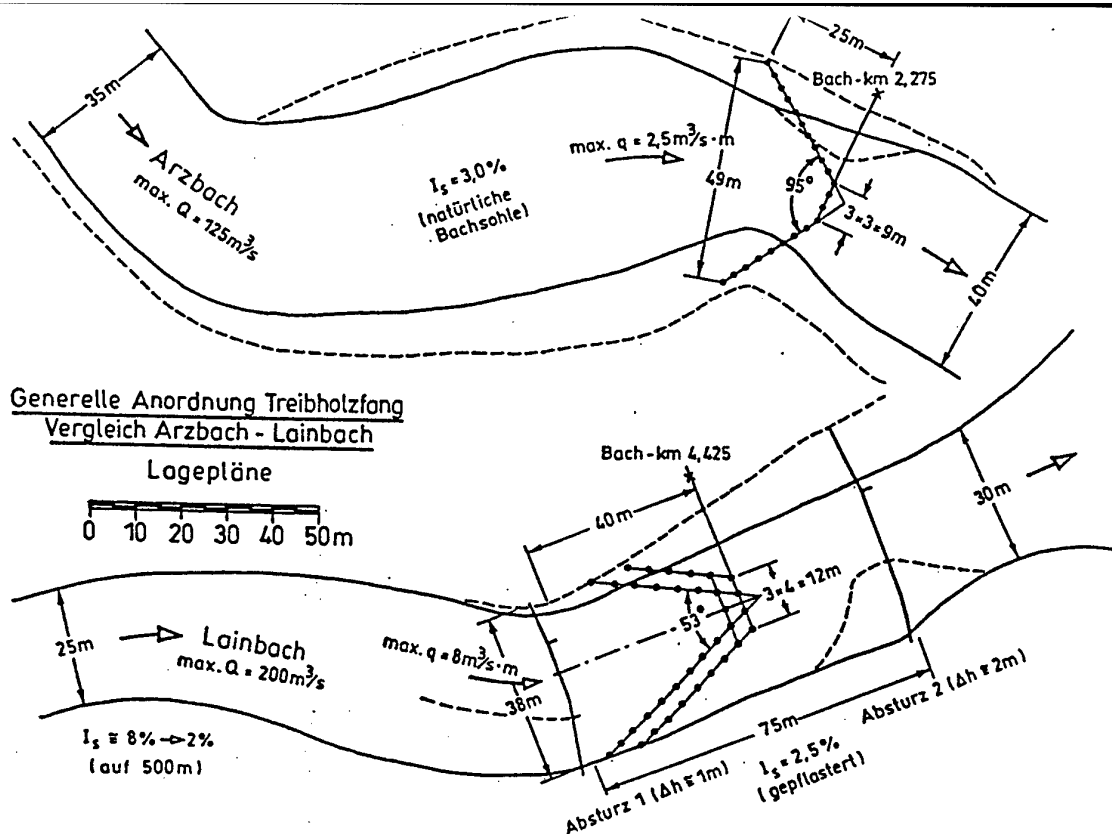 25m
35m
Bach-km 2,275
max. q = 2,5m³/s·m
Arzbach
max. Q = 125m³/s
I_s = 3,0%
(natürliche
Bachsohle)
49m
95°
3×3=9m
40m
Generelle Anordnung Treibholzfang
Vergleich Arzbach - Lainbach
Lagepläne
0 10 20 30 40 50m
Bach-km 4,425
40m
30m
3×4=12m
53°
25m
Lainbach
max. Q = 200m³/s
max. q = 8m³/s·m
38m
I_s ≅ 8% → 2%
(auf 500m)
75m
Absturz 1 (Δh ≅ 1m)
I_s = 2,5%
(gepflastert)
Absturz 2 (Δh ≅ 2m)